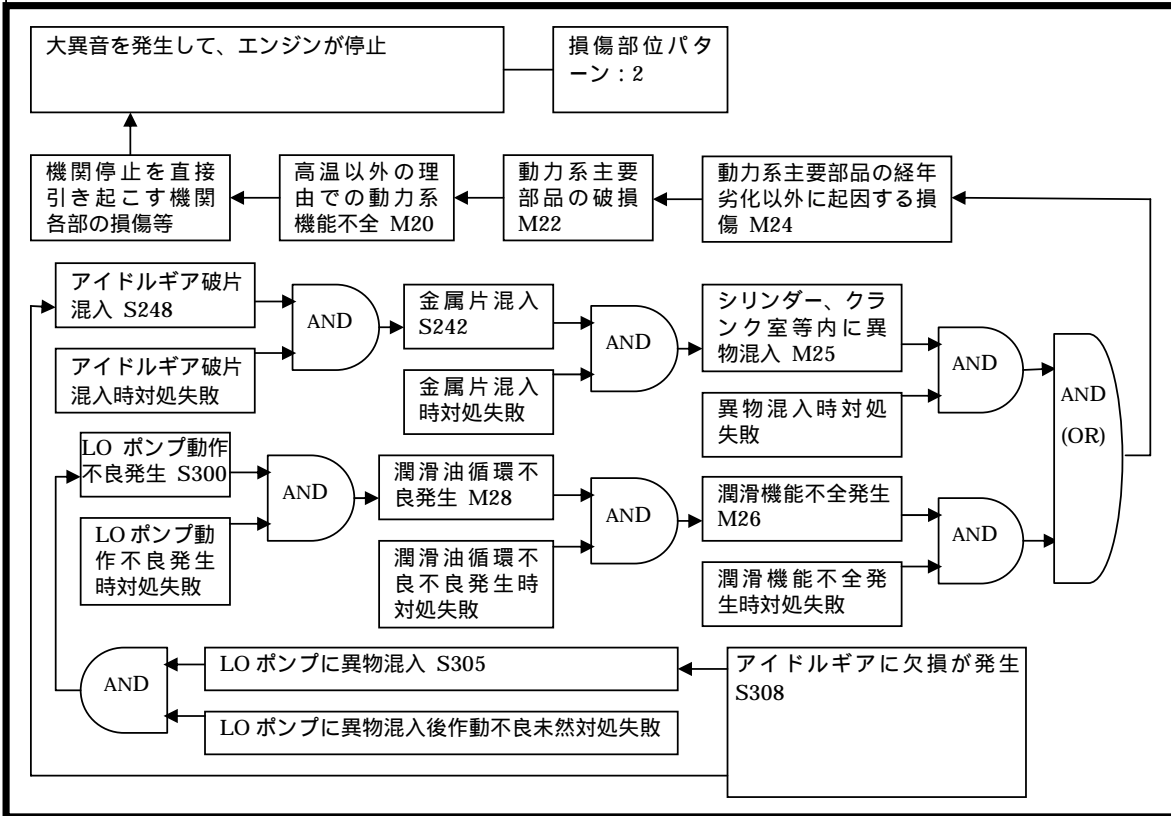 大異音を発生して、エンジンが停止
損傷部位パタ
ーン：2
機関停止を直接
引き起こす機関
各部の損傷等
高温以外の理
由での動力系
機能不全 M20
動力系主要
部品の破損
M22
動力系主要部品の経年
劣化以外に起因する損
傷 M24
アイドルギア破片
混入 S248
アイドルギア破片
混入時対処失敗
AND
金属片混入
S242
金属片混入
時対処失敗
AND
シリンダー、クラ
ンク室等内に異
物混入 M25
異物混入時対処
失敗
AND
AND
(OR)
LO ポンプ動作
不良発生 S300
LO ポンプ動
作不良発生
時対処失敗
AND
潤滑油循環不
良発生 M28
潤滑油循環不
良不良発生時
対処失敗
AND
潤滑機能不全発生
M26
潤滑機能不全発
生時対処失敗
AND
AND
LO ポンプに異物混入 S305
LO ポンプに異物混入後作動不良未然対処失敗
アイドルギアに欠損が発生
S308